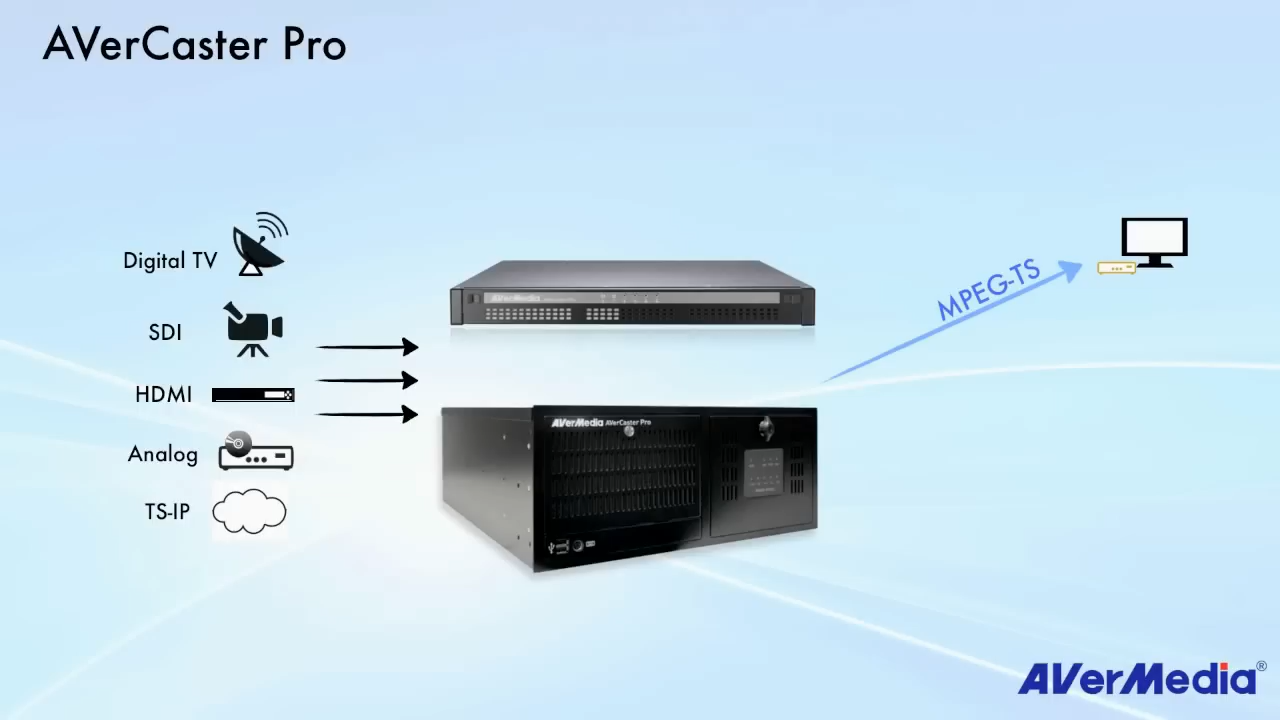 AVerCaster Pro
Digital TV
SDI
HDMI
Analog
TS-IP
AVerMedia
AVerMedia AVerCaster Pro
MPEG-TS
AVerMedia®